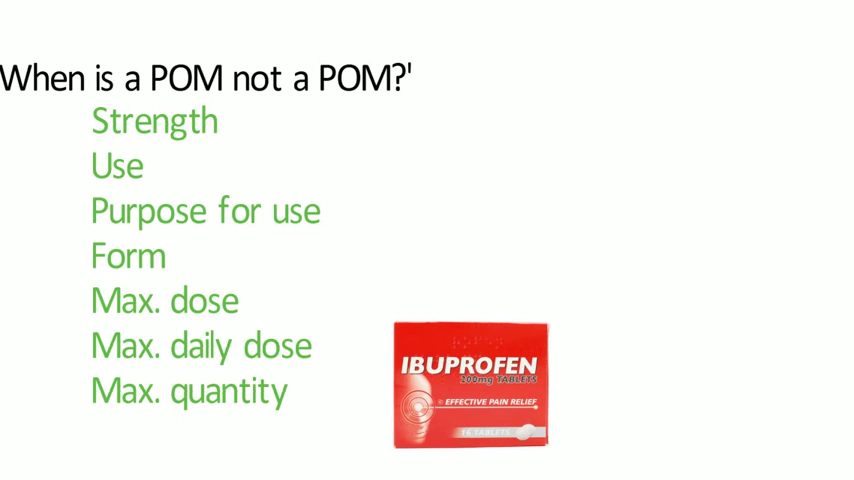 When is a POM not a POM?'
Strength
Use
Purpose for use
Form
Max. dose
Max. daily dose
Max. quantity
IBUPROFEN
200mg TABLETS
EFFECTIVE PAIN RELIEF
16 TABLETS